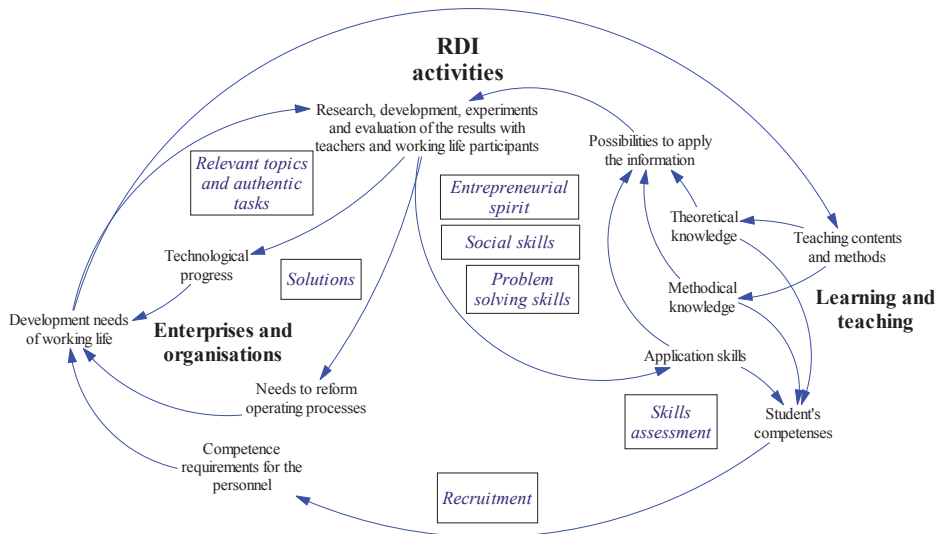 RDI
activities
Research, development, experiments
and evaluation of the results with
teachers and working life participants
Possibilities to apply
the information
Relevant topics
and authentic
tasks
Entrepreneurial
spirit
Theoretical
knowledge
Teaching contents
and methods
Social skills
Technological
progress
Solutions
Problem
solving skills
Methodical
knowledge
Learning and
teaching
Development needs
of working life
Enterprises and
organisations
Application skills
Needs to reform
operating processes
Skills
assessment
Student's
competenses
Competence
requirements for the
personnel
Recruitment